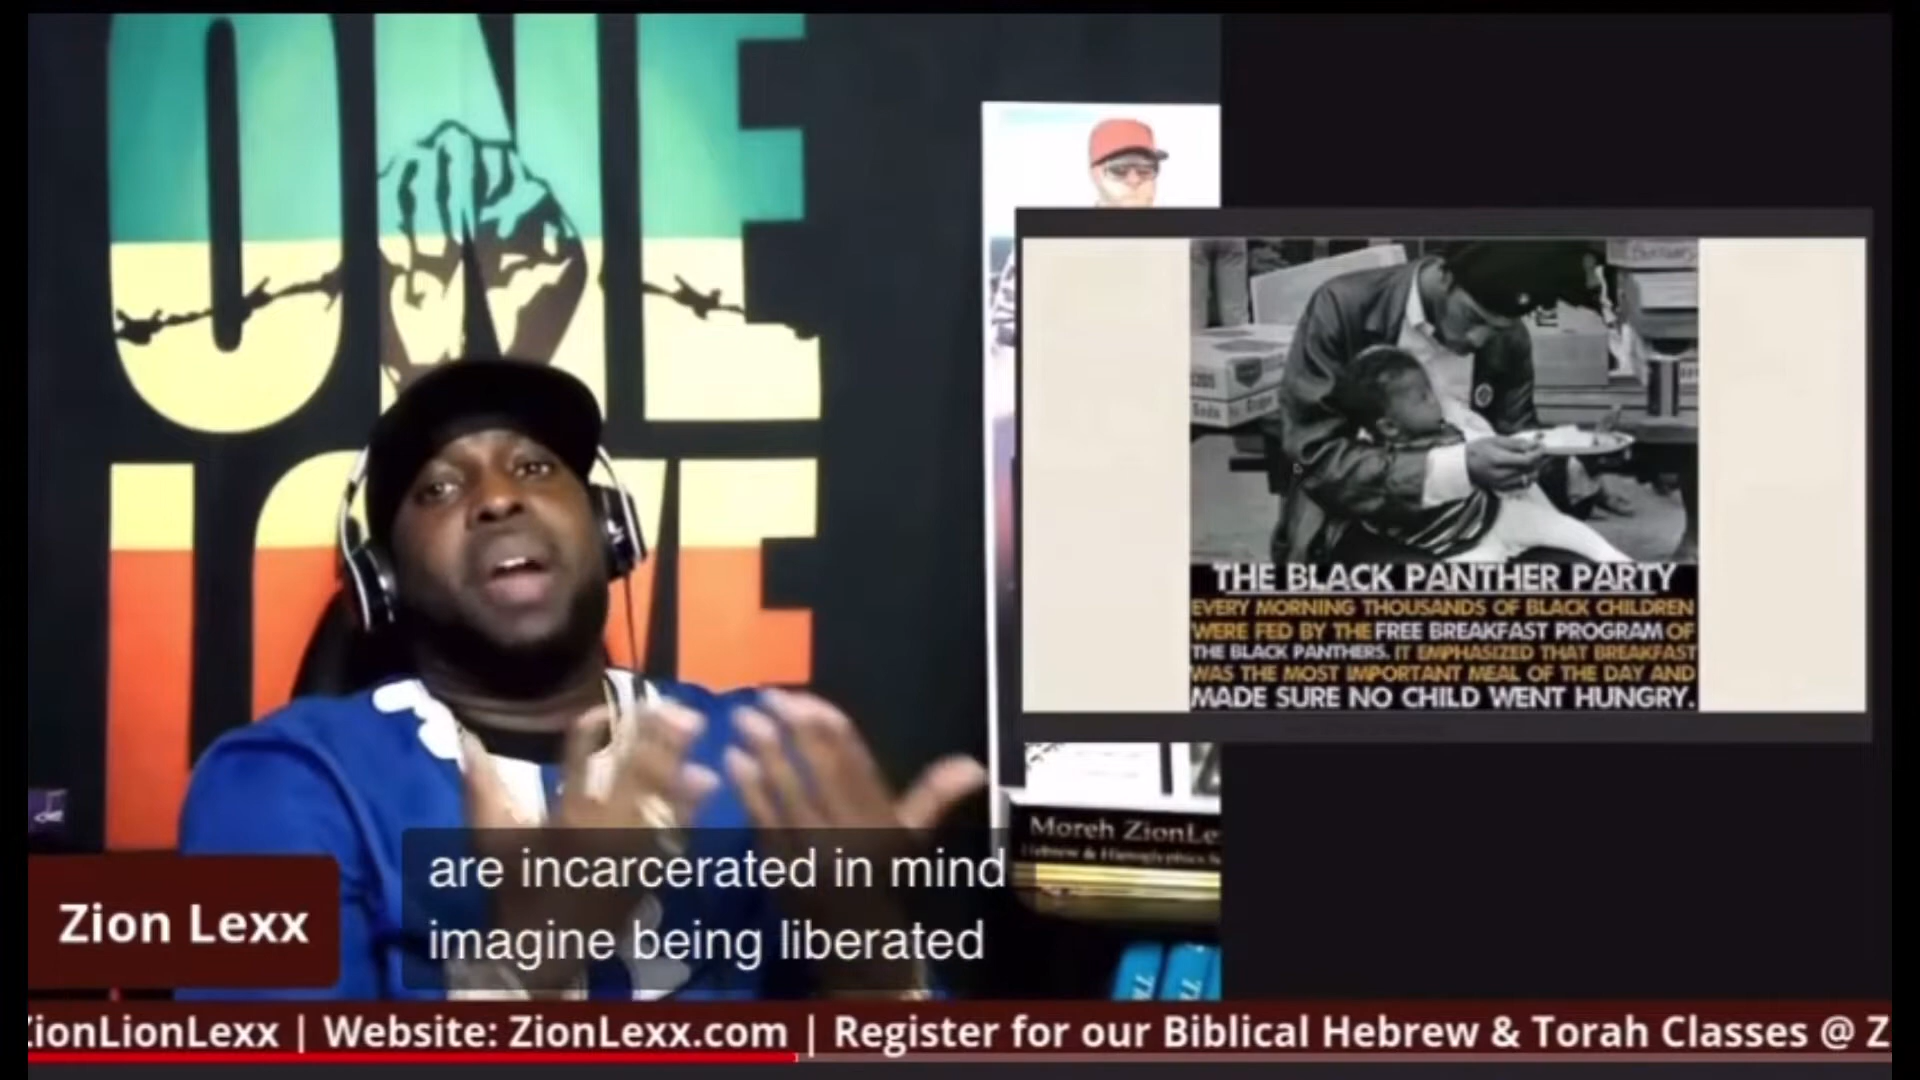 ONE
LOVE
THE BLACK PANTHER PARTY
EVERY MORNING THOUSANDS OF BLACK CHILDREN
WERE FED BY THE FREE BREAKFAST PROGRAM OF
THE BLACK PANTHERS. IT EMPHASIZED THAT BREAKFAST
WAS THE MOST IMPORTANT MEAL OF THE DAY AND
MADE SURE NO CHILD WENT HUNGRY.
Moreh ZionLe
are incarcerated in mind
imagine being liberated
Zion Lexx
ZionLionLexx | Website: ZionLexx.com | Register for our Biblical Hebrew & Torah Classes @ Z